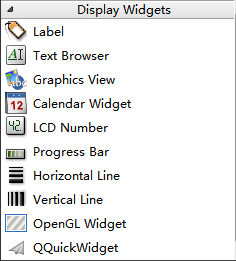 Display Widgets
Label
Text Browser
Graphics View
Calendar Widget
LCD Number
Progress Bar
Horizontal Line
Vertical Line
OpenGL Widget
QQuickWidget